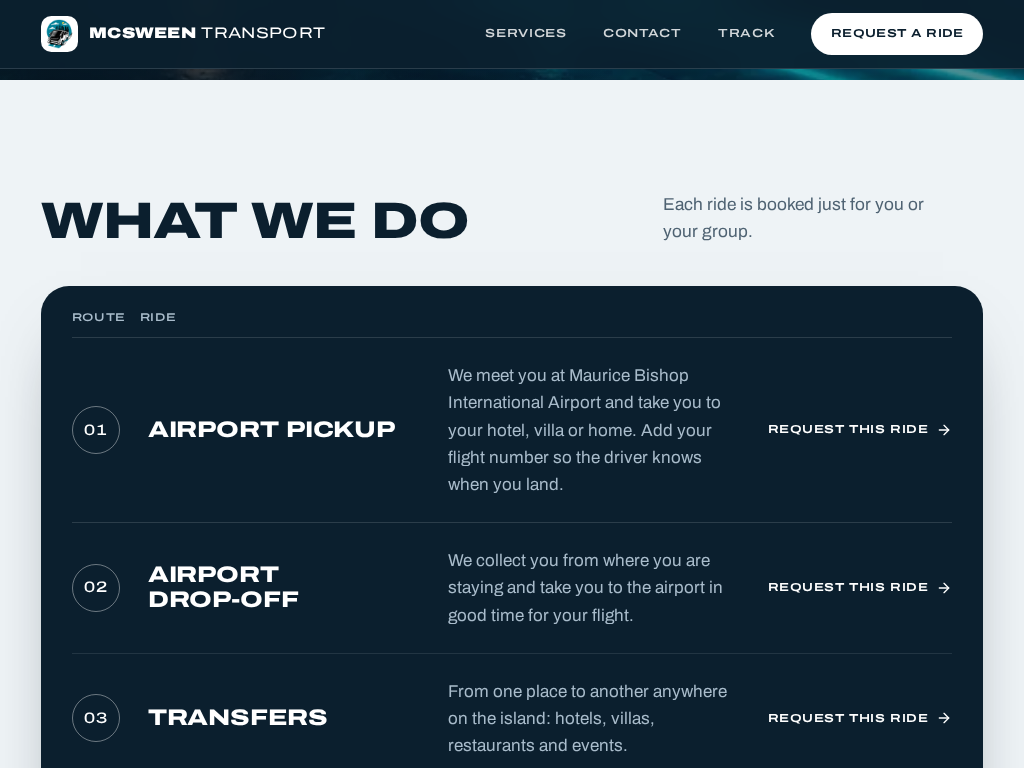 MCSWEEN TRANSPORT
SERVICES
CONTACT
TRACK
REQUEST A RIDE
WHAT WE DO
Each ride is booked just for you or
your group.
ROUTE RIDE
01
AIRPORT PICKUP
We meet you at Maurice Bishop
International Airport and take you to
your hotel, villa or home. Add your
flight number so the driver knows
when you land.
REQUEST THIS RIDE →
02
AIRPORT
DROP-OFF
We collect you from where you are
staying and take you to the airport in
good time for your flight.
REQUEST THIS RIDE →
03
TRANSFERS
From one place to another anywhere
on the island: hotels, villas,
restaurants and events.
REQUEST THIS RIDE →